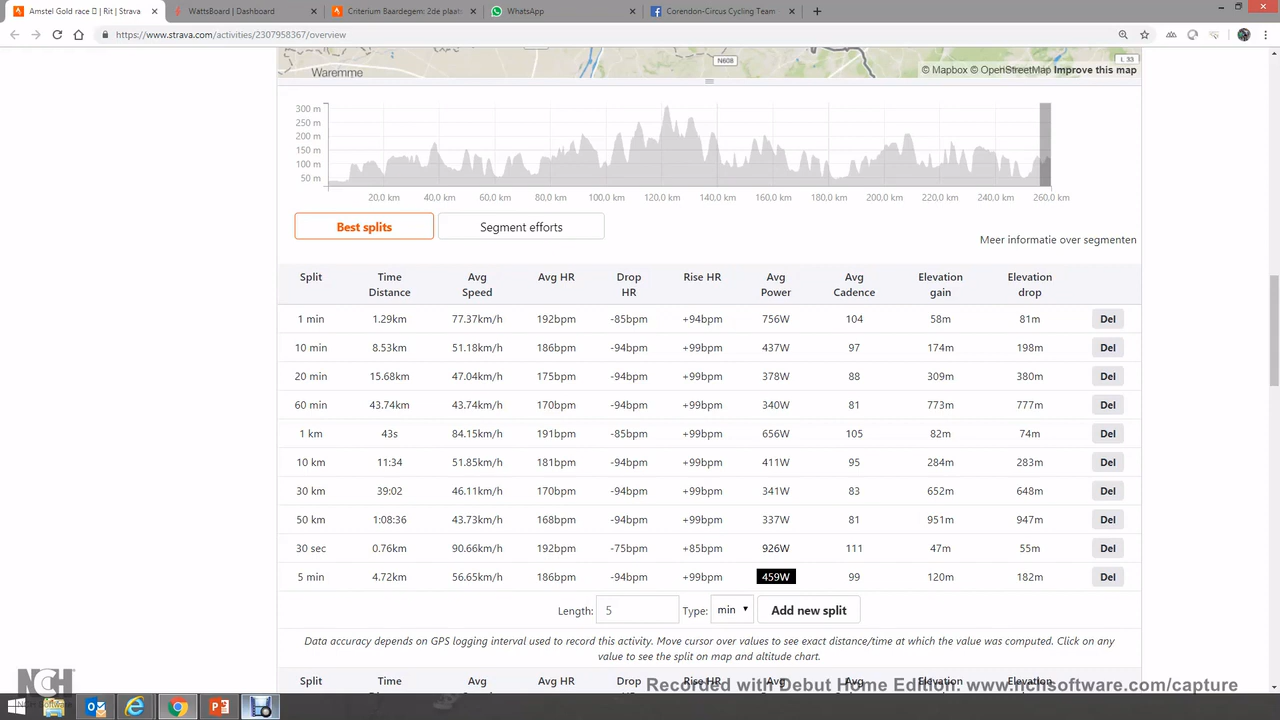 Amstel Gold race | Rit | Strava
WattsBoard | Dashboard
Criterium Baardegem: 2de plaat
WhatsApp
Corendon-Circus Cycling Team
https://www.strava.com/activities/2307958367/overview
N608
Waremme
L 33
© Mapbox © OpenStreetMap Improve this map
300 m
250 m
200 m
150 m
100 m
50 m
20,0 km 40,0 km 60,0 km 80,0 km 100,0 km 120,0 km 140,0 km 160,0 km 180,0 km 200,0 km 220,0 km 240,0 km 260,0 km
Best splits Segment efforts
Meer informatie over segmenten
Split Time Distance Avg Speed Avg HR Drop HR Rise HR Avg Power Avg Cadence Elevation gain Elevation drop
1 min 1.29km 77.37km/h 192bpm -85bpm +94bpm 756W 104 58m 81m Del
10 min 8.53km 51.18km/h 186bpm -94bpm +99bpm 437W 97 174m 198m Del
20 min 15.68km 47.04km/h 175bpm -94bpm +99bpm 378W 88 309m 380m Del
60 min 43.74km 43.74km/h 170bpm -94bpm +99bpm 340W 81 773m 777m Del
1 km 43s 84.15km/h 191bpm -85bpm +99bpm 656W 105 82m 74m Del
10 km 11:34 51.85km/h 181bpm -94bpm +99bpm 411W 95 284m 283m Del
30 km 39:02 46.11km/h 170bpm -94bpm +99bpm 341W 83 652m 648m Del
50 km 1:08:36 43.73km/h 168bpm -94bpm +99bpm 337W 81 951m 947m Del
30 sec 0.76km 90.66km/h 192bpm -75bpm +85bpm 926W 111 47m 55m Del
5 min 4.72km 56.65km/h 186bpm -94bpm +99bpm 459W 99 120m 182m Del
Length: 5 Type: min Add new split
Data accuracy depends on GPS logging interval used to record this activity. Move cursor over values to see exact distance/time at which the value was computed. Click on any
value to see the split on map and altitude chart.
Split Time Avg Avg HR Drop Rise HR Avg Avg Elevation Elevation
NCH
NCH Software
Recorded with Debut Home Edition: www.nchsoftware.com/capture